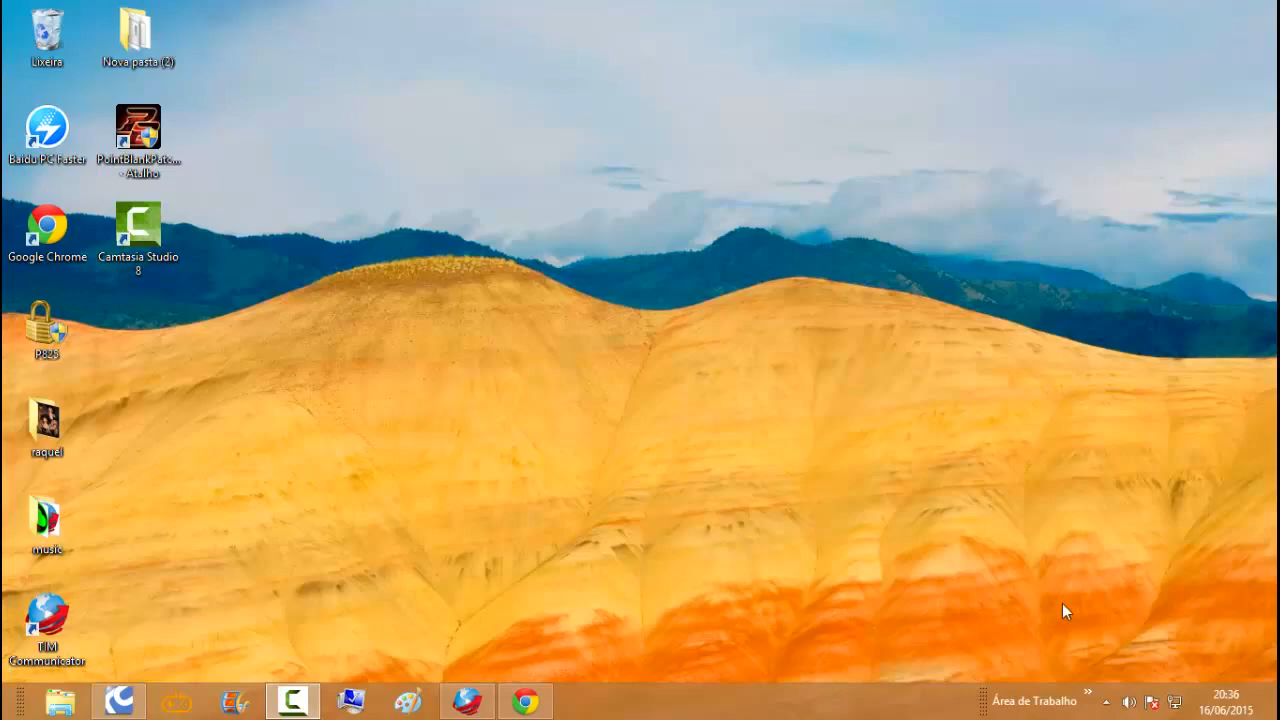 Lixeira
Nova pasta (2)
Baidu PC Faster
PointBlankPatc...
- Atalho
Google Chrome
Camtasia Studio
8
P825
raquel
music
TIM
Communicator
Área de Trabalho
20:36
16/06/2015